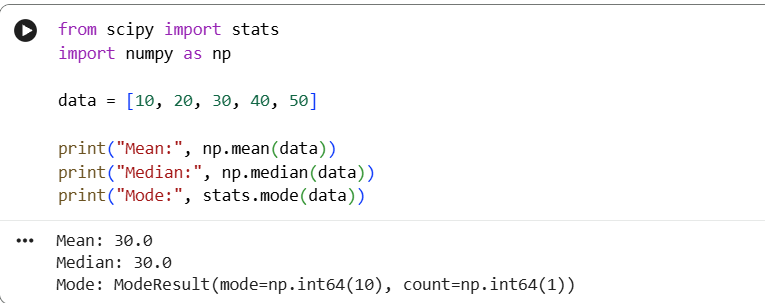 from scipy import stats
import numpy as np
data = [10, 20, 30, 40, 50]
print("Mean:", np.mean(data))
print("Median:", np.median(data))
print("Mode:", stats.mode(data))
Mean: 30.0
Median: 30.0
Mode: ModeResult(mode=np.int64(10), count=np.int64(1))